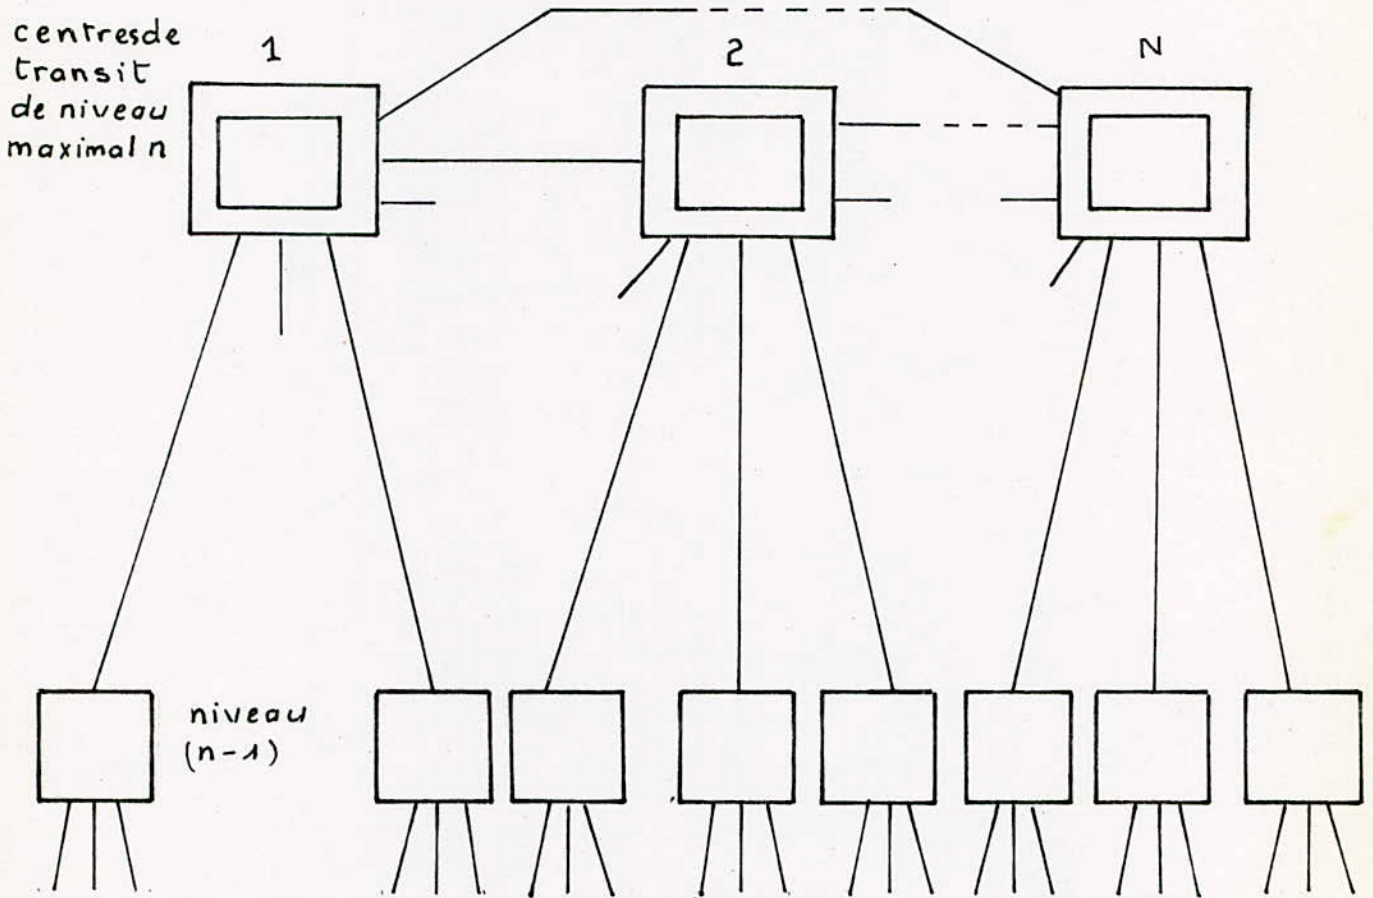 centresde
transit
de niveau
maximal n
1
2
N
niveau
(n-1)